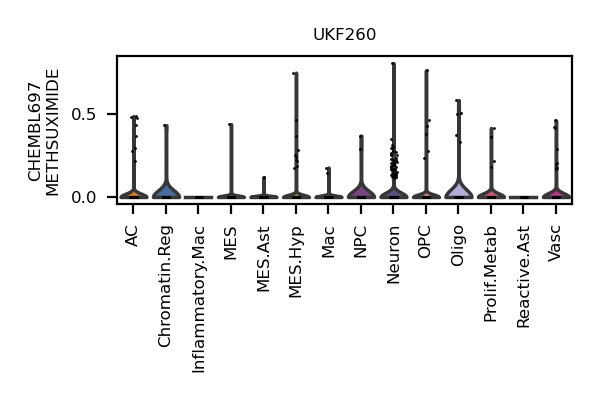 UKF260
CHEMBL697
METHSUXIMIDE
0.5
0.0
AC
Chromatin.Reg
Inflammatory.Mac
MES
MES.Ast
MES.Hyp
Mac
NPC
Neuron
OPC
Oligo
Prolif.Metab
Reactive.Ast
Vasc